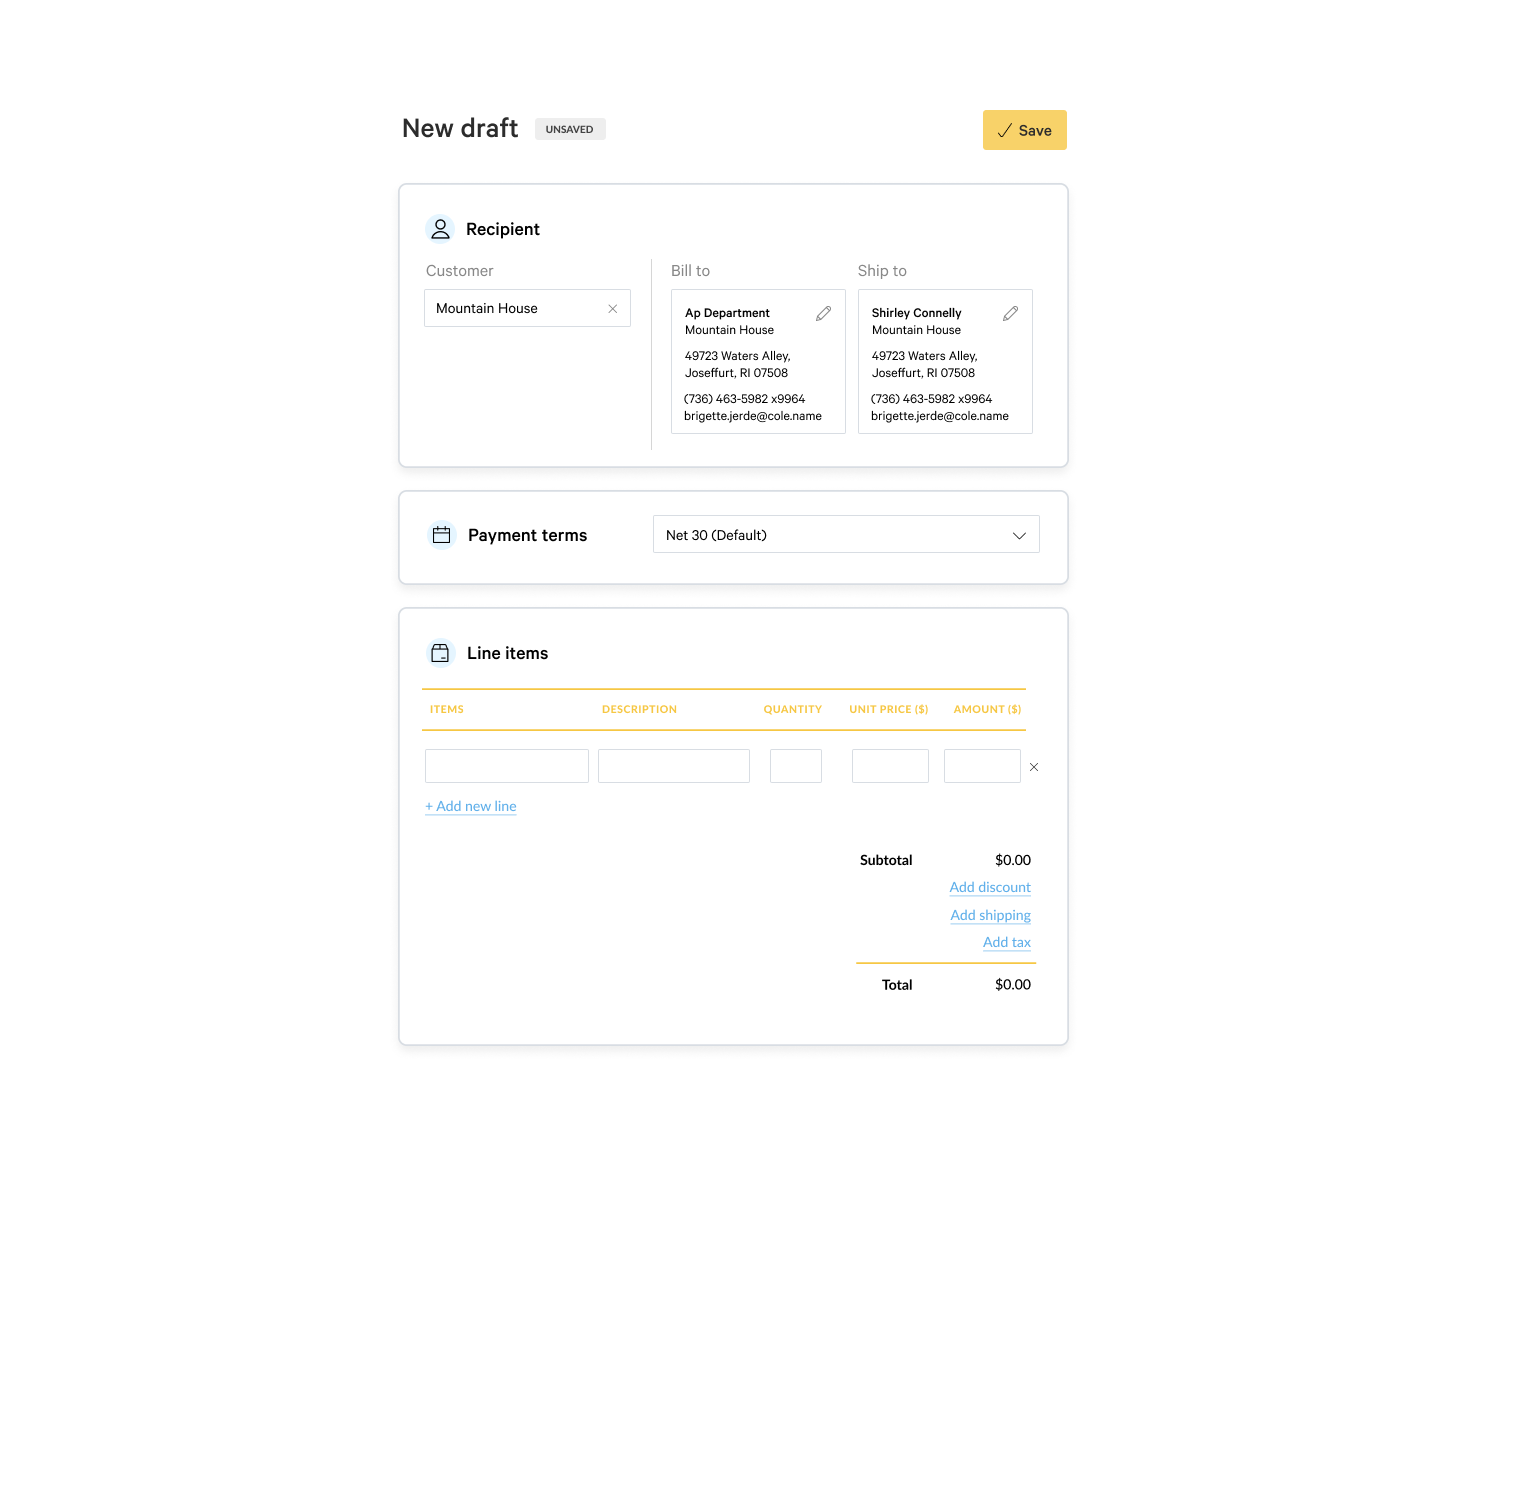 New draft UNSAVED
Save
Recipient
Customer
Mountain House
Bill to
Ap Department
Mountain House
49723 Waters Alley,
Joseffurt, RI 07508
(736) 463-5982 x9964
brigette.jerde@cole.name
Ship to
Shirley Connelly
Mountain House
49723 Waters Alley,
Joseffurt, RI 07508
(736) 463-5982 x9964
brigette.jerde@cole.name
Payment terms
Net 30 (Default)
Line items
ITEMS DESCRIPTION QUANTITY UNIT PRICE ($) AMOUNT ($)
+ Add new line
Subtotal $0.00
Add discount
Add shipping
Add tax
Total $0.00